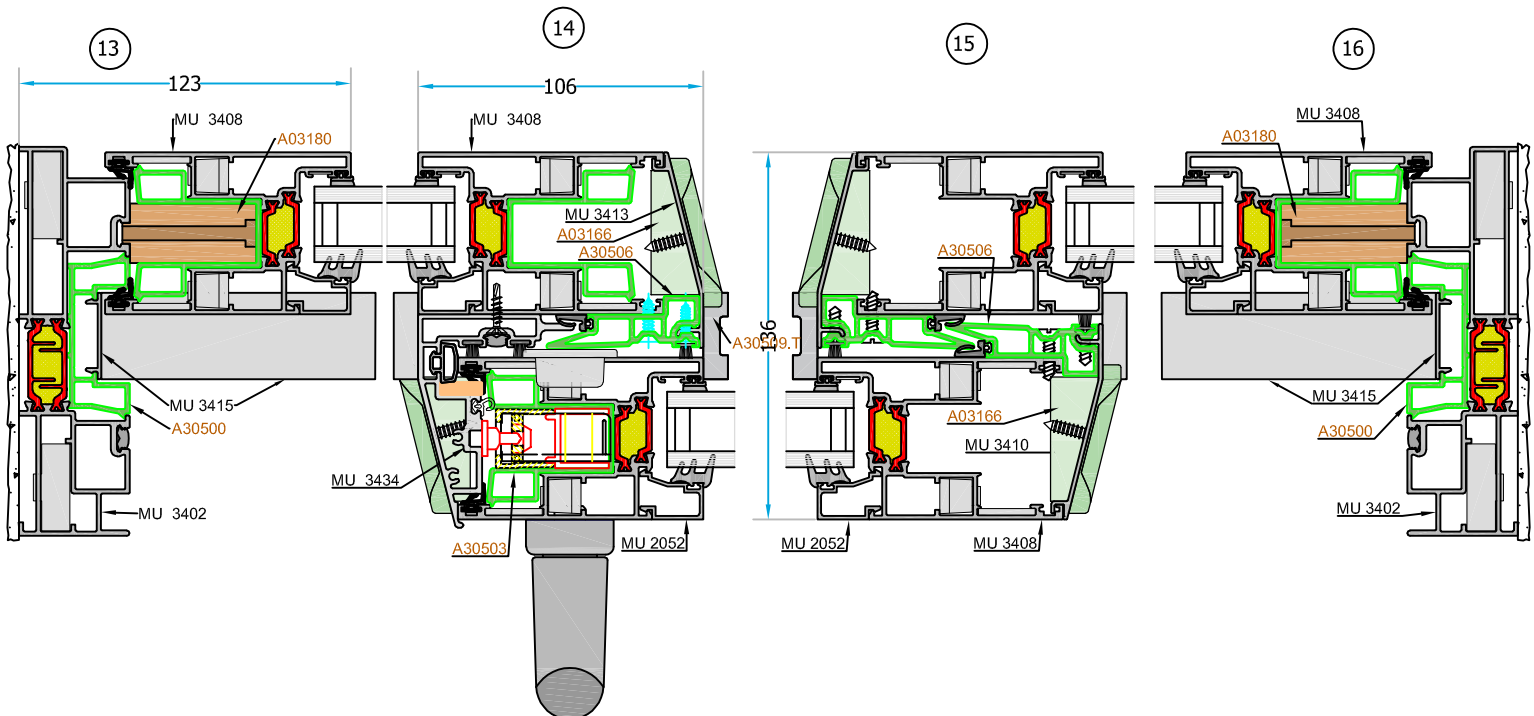 13
14
15
16
123
106
136
MU 3408
A03180
MU 3415
A30500
MU 3402
MU 3408
MU 3413
A03166
A30506
A30509.T
MU 3434
A30503
MU 2052
A30506
A03166
MU 3410
MU 2052
MU 3408
MU 3408
A03180
MU 3415
A30500
MU 3402